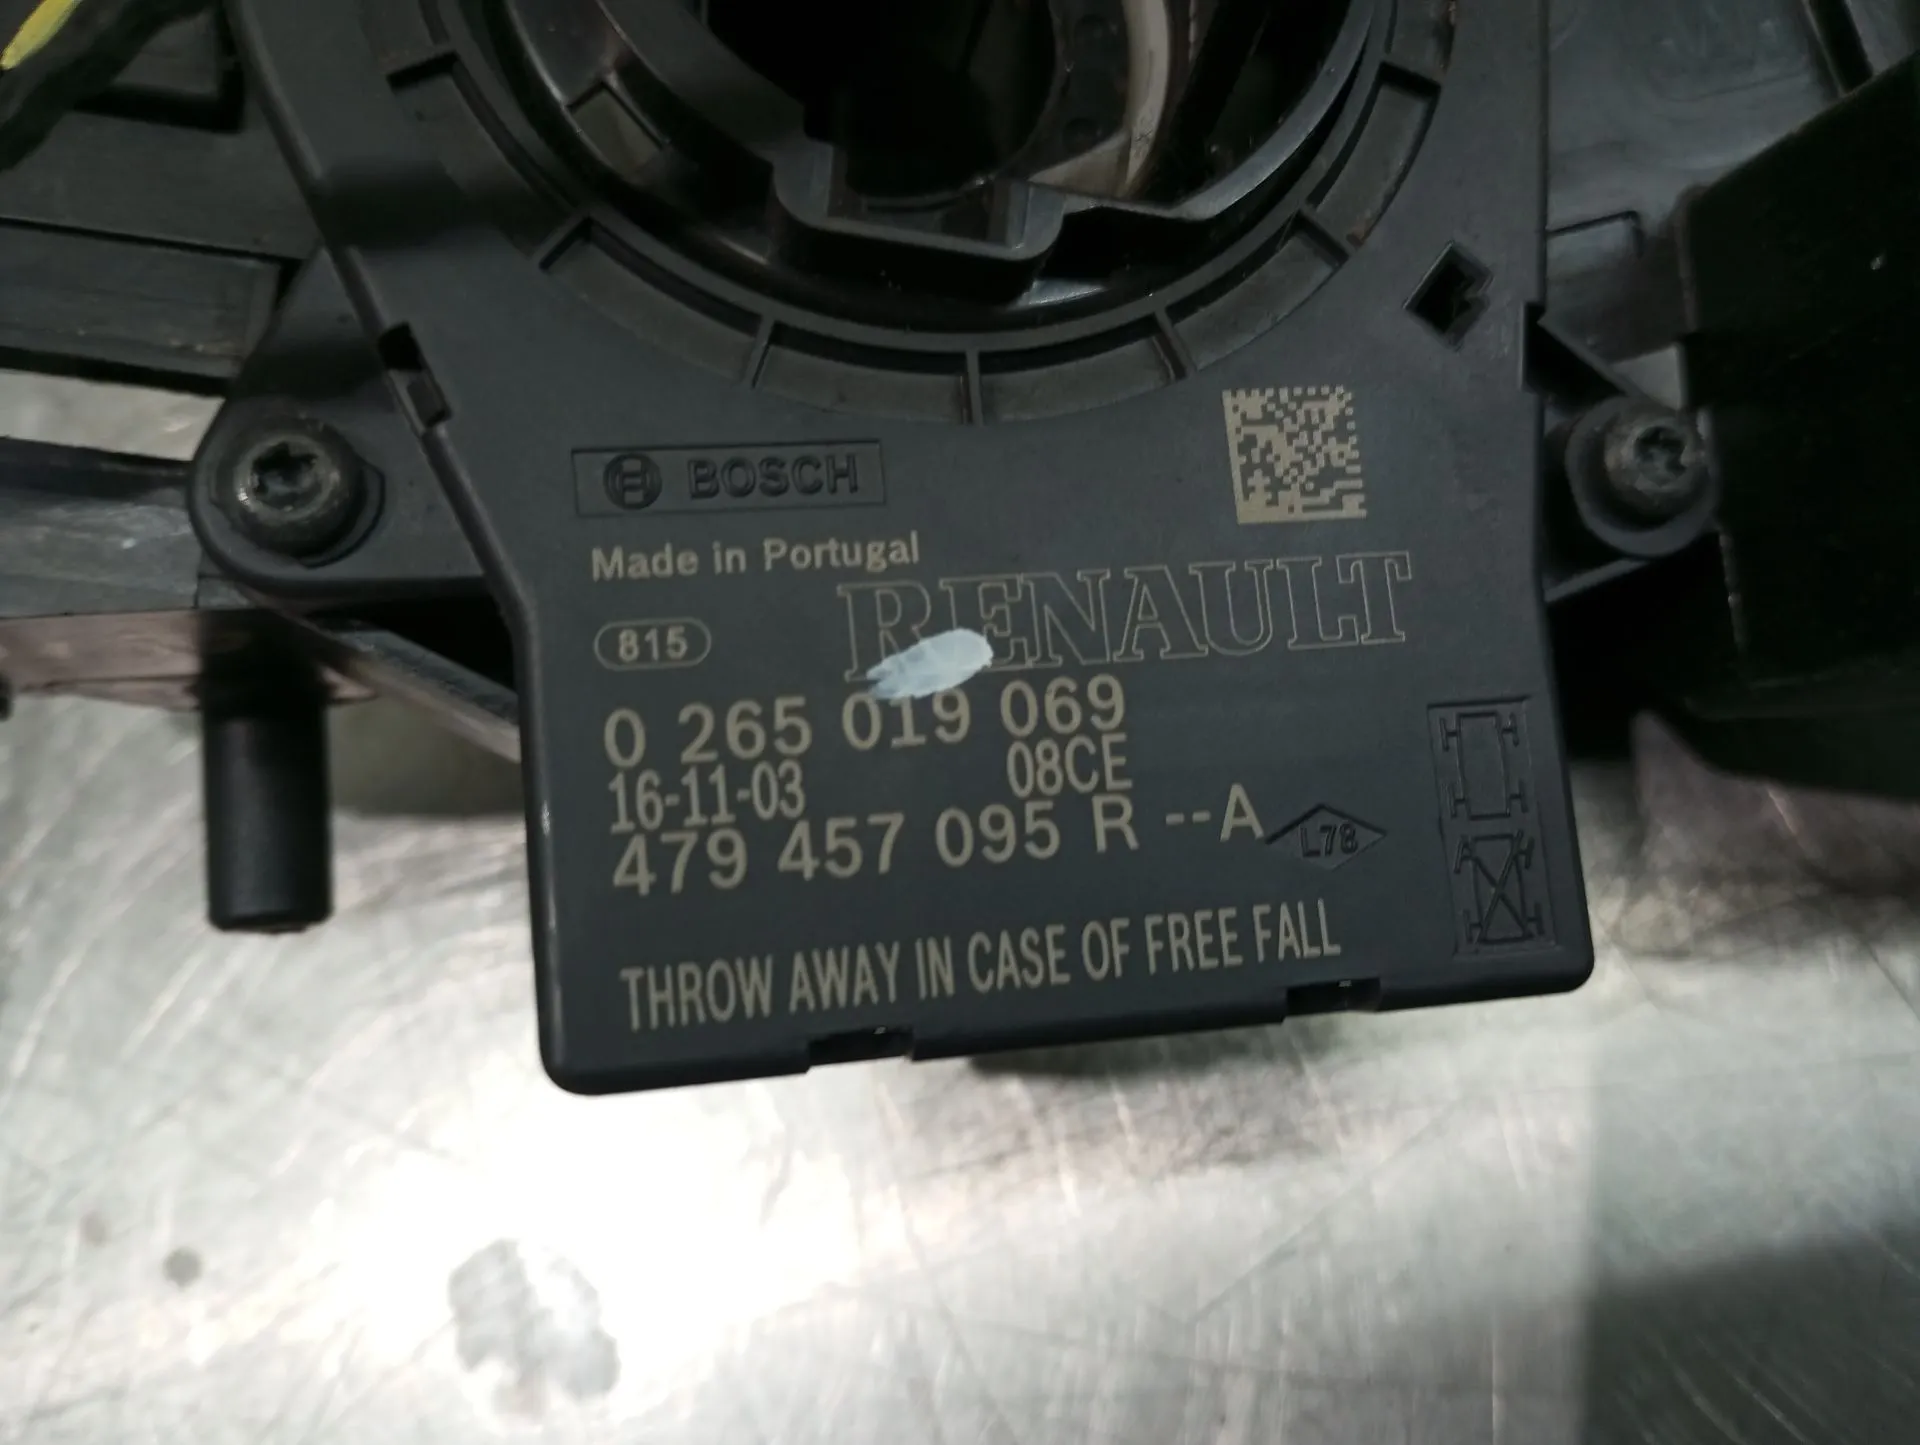 BOSCH
Made in Portugal
RENAULT
815
0 265 019 069
16-11-03 08CE
479 457 095 R --A
L78
THROW AWAY IN CASE OF FREE FALL